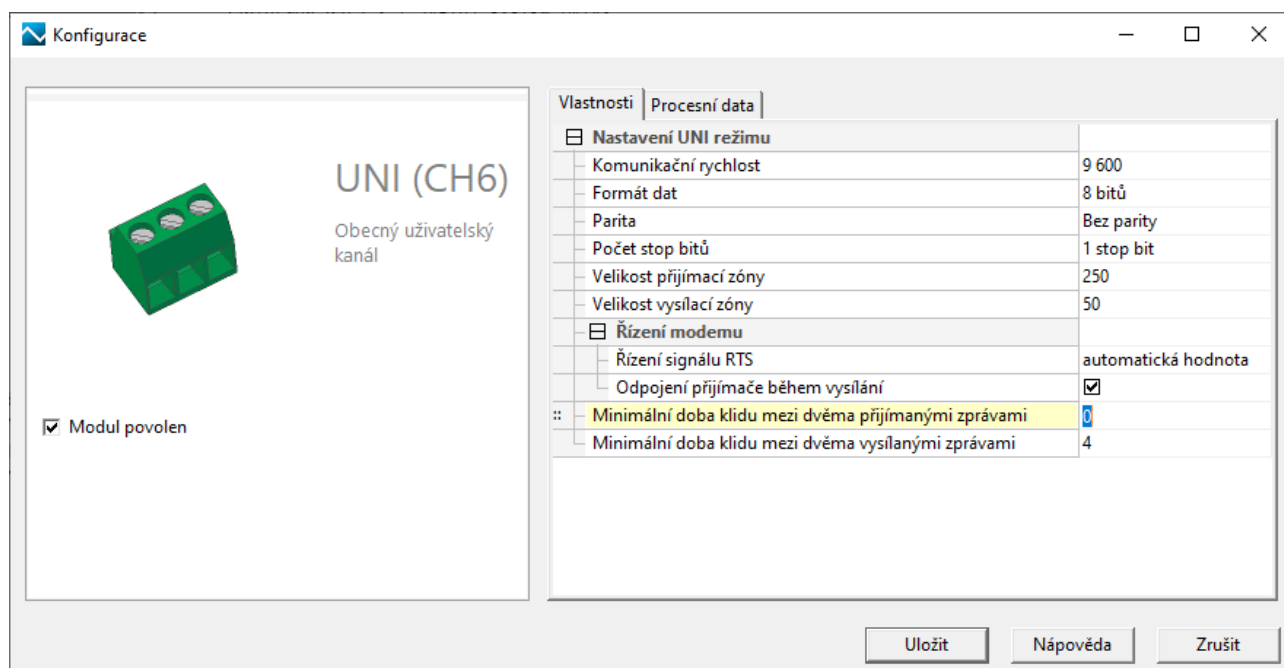 Konfigurace
UNI (CH6)
Obecný uživatelský
kanál
Modul povolen
Vlastnosti Procesní data
Nastavení UNI režimu
Komunikační rychlost 9 600
Formát dat 8 bitů
Parita Bez parity
Počet stop bitů 1 stop bit
Velikost přijímací zóny 250
Velikost vysílací zóny 50
Řízení modemu
Řízení signálu RTS automatická hodnota
Odpojení přijímače během vysílání
Minimální doba klidu mezi dvěma přijímanými zprávami 0
Minimální doba klidu mezi dvěma vysílanými zprávami 4
Uložit Nápověda Zrušit